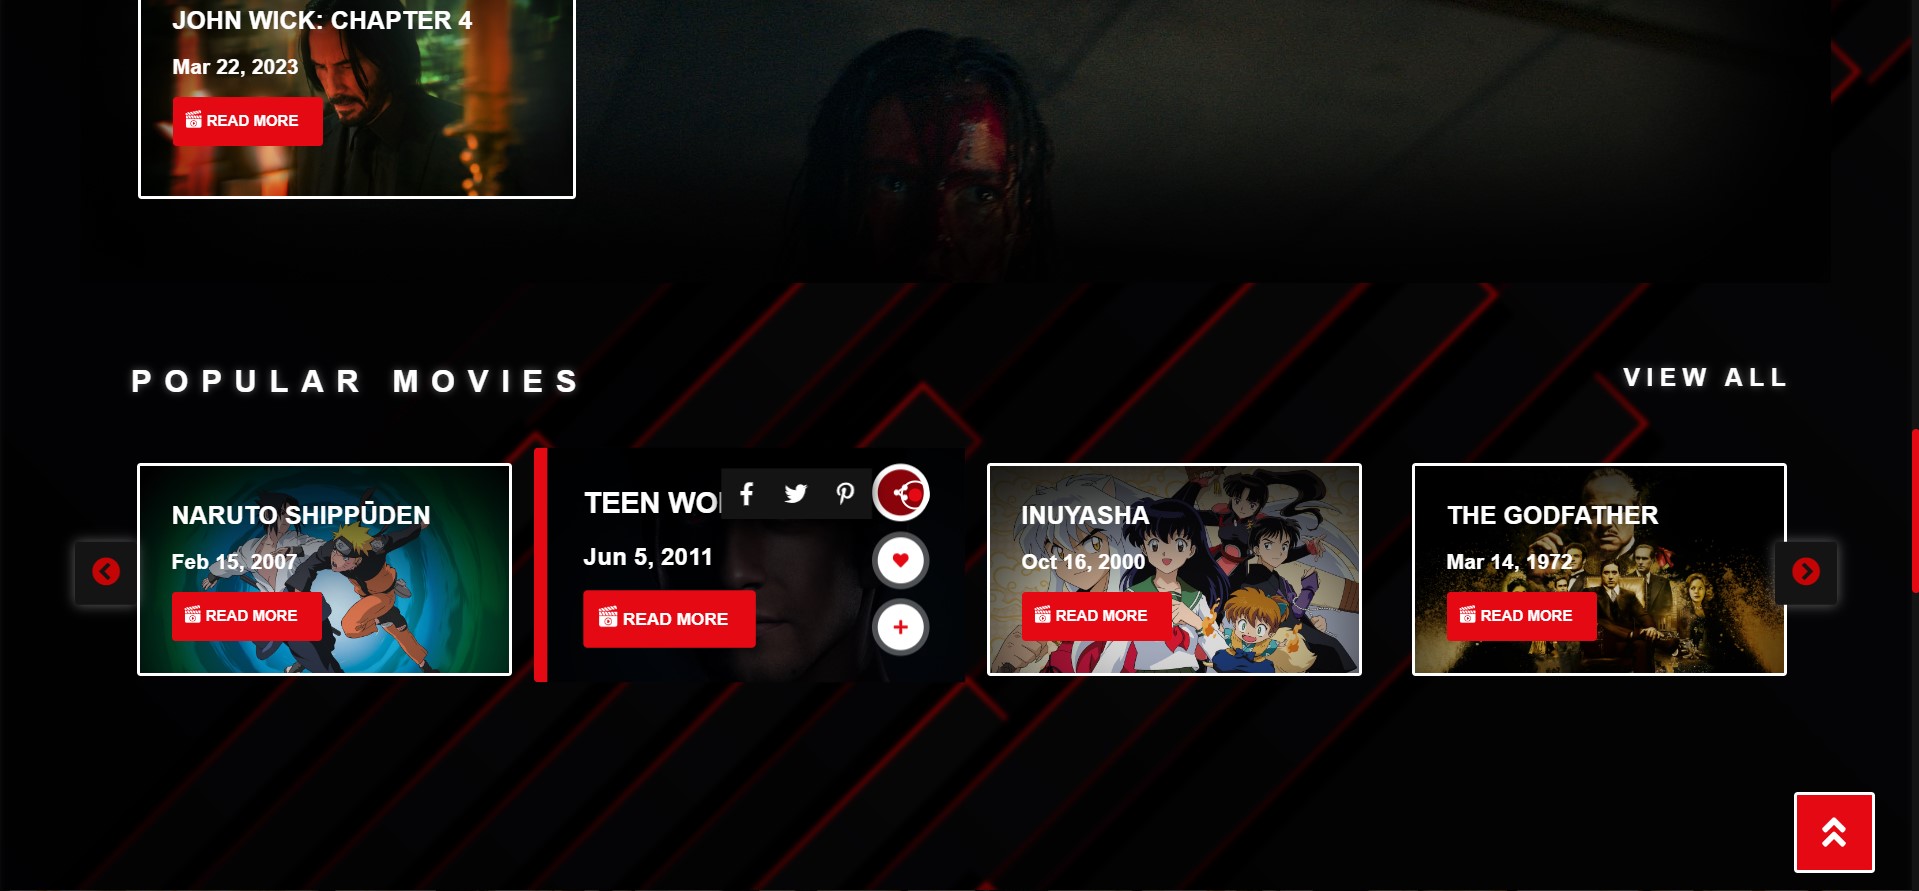 JOHN WICK: CHAPTER 4
Mar 22, 2023
READ MORE
POPULAR MOVIES
VIEW ALL
NARUTO SHIPPŪDEN
Feb 15, 2007
READ MORE
TEEN
Jun 5, 2011
READ MORE
INUYASHA
Oct 16, 2000
READ MORE
THE GODFATHER
Mar 14, 1972
READ MORE